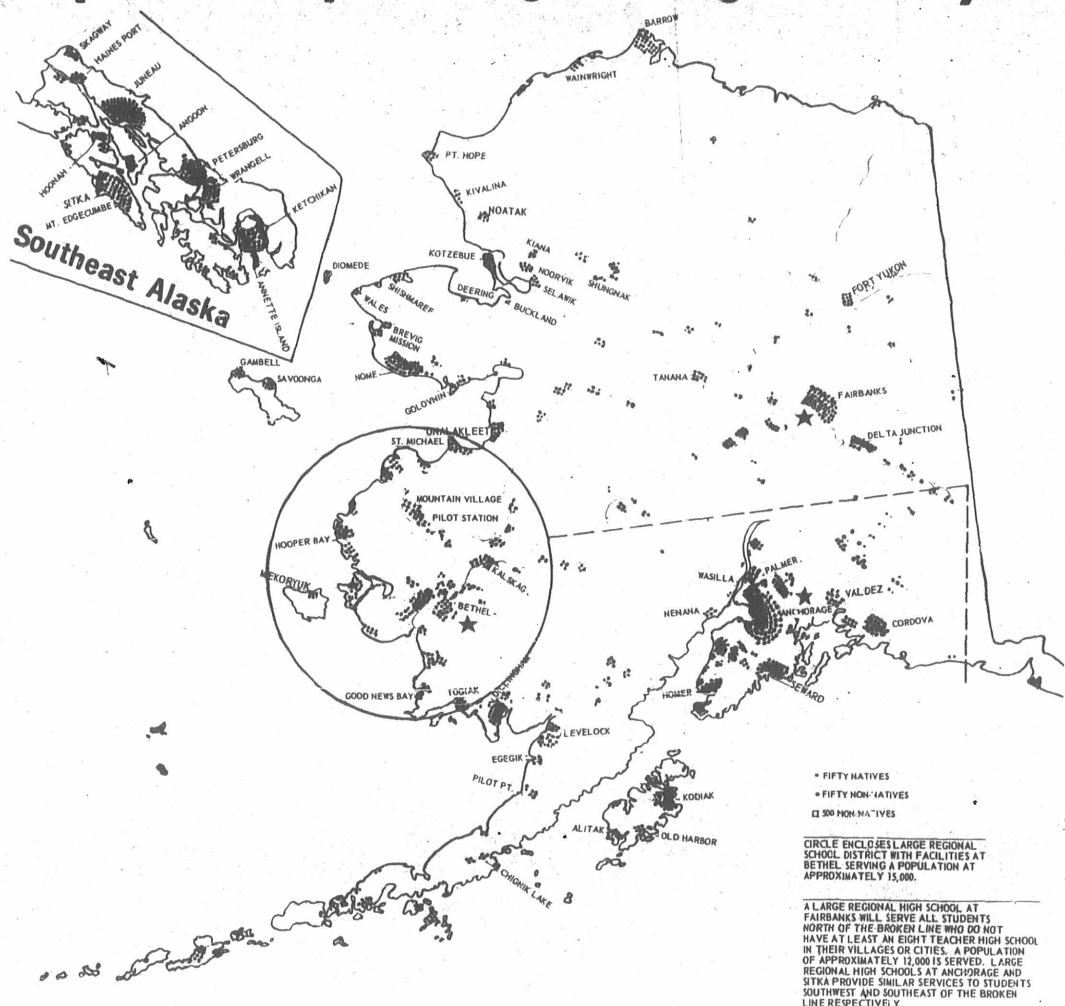 SKAGWAY
HAINES PORT
JUNEAU
ANGOON
PETERSBURG
WRANGELL
KETCHIKAN
HOONAH
SITKA
MT. EDGECUMBE
ANNETTE ISLAND
Southeast Alaska
BARROW
WAINWRIGHT
PT. HOPE
KIVALINA
NOATAK
KIANA
KOTZEBUE
NOORVIK
SHUNGNAK
SELAWIK
DEERING
BUCKLAND
DIOMEDE
SHISHMAREF
WALES
BREVIG
MISSION
NOME
GOLOVNIN
GAMBELL
SAVOONGA
FORT YUKON
TANANA
FAIRBANKS
DELTA JUNCTION
UNALAKLEET
ST. MICHAEL
MOUNTAIN VILLAGE
PILOT STATION
HOOPER BAY
MEKORYUK
KALSKAG
BETHEL
GOOD NEWS BAY
TOGIAK
WASILLA
PALMER
NENANA
ANCHORAGE
VALDEZ
CORDOVA
HOMER
SEWARD
LEVELOCK
EGEGIK
PILOT PT.
KODIAK
ALITAK
OLD HARBOR
CHIGNIK LAKE
• FIFTY NATIVES
• FIFTY NON-NATIVES
□ 500 NON-NATIVES
CIRCLE ENCLOSES LARGE REGIONAL
SCHOOL DISTRICT WITH FACILITIES AT
BETHEL SERVING A POPULATION AT
APPROXIMATELY 15,000.
A LARGE REGIONAL HIGH SCHOOL AT
FAIRBANKS WILL SERVE ALL STUDENTS
NORTH OF THE BROKEN LINE WHO DO NOT
HAVE AT LEAST AN EIGHT TEACHER HIGH SCHOOL
IN THEIR VILLAGES OR CITIES. A POPULATION
OF APPROXIMATELY 12,000 IS SERVED. LARGE
REGIONAL HIGH SCHOOLS AT ANCHORAGE AND
SITKA PROVIDE SIMILAR SERVICES TO STUDENTS
SOUTHWEST AND SOUTHEAST OF THE BROKEN
LINE RESPECTIVELY